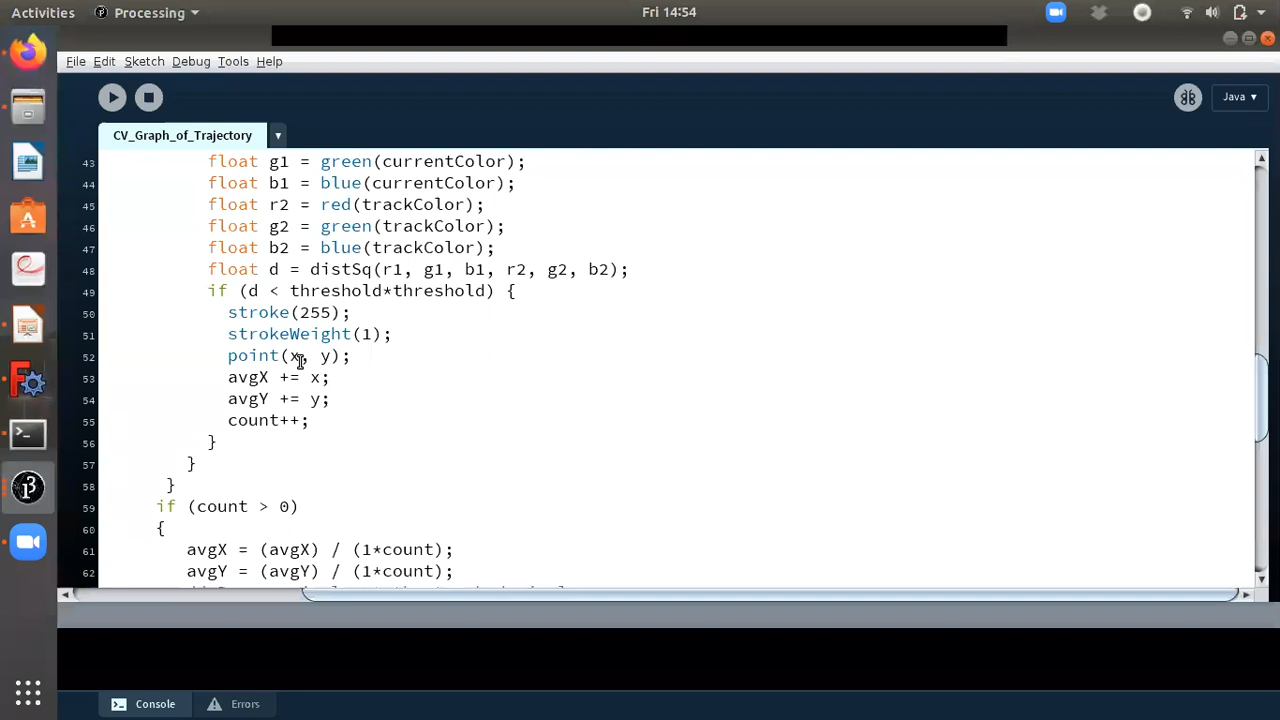 Activities Processing Fri 14:54
File Edit Sketch Debug Tools Help
Java
CV_Graph_of_Trajectory
43 float g1 = green(currentColor);
44 float b1 = blue(currentColor);
45 float r2 = red(trackColor);
46 float g2 = green(trackColor);
47 float b2 = blue(trackColor);
48 float d = distSq(r1, g1, b1, r2, g2, b2);
49 if (d < threshold*threshold) {
50 stroke(255);
51 strokeWeight(1);
52 point(x, y);
53 avgX += x;
54 avgY += y;
55 count++;
56 }
57 }
58 }
59 if (count > 0)
60 {
61 avgX = (avgX) / (1*count);
62 avgY = (avgY) / (1*count);
Console Errors